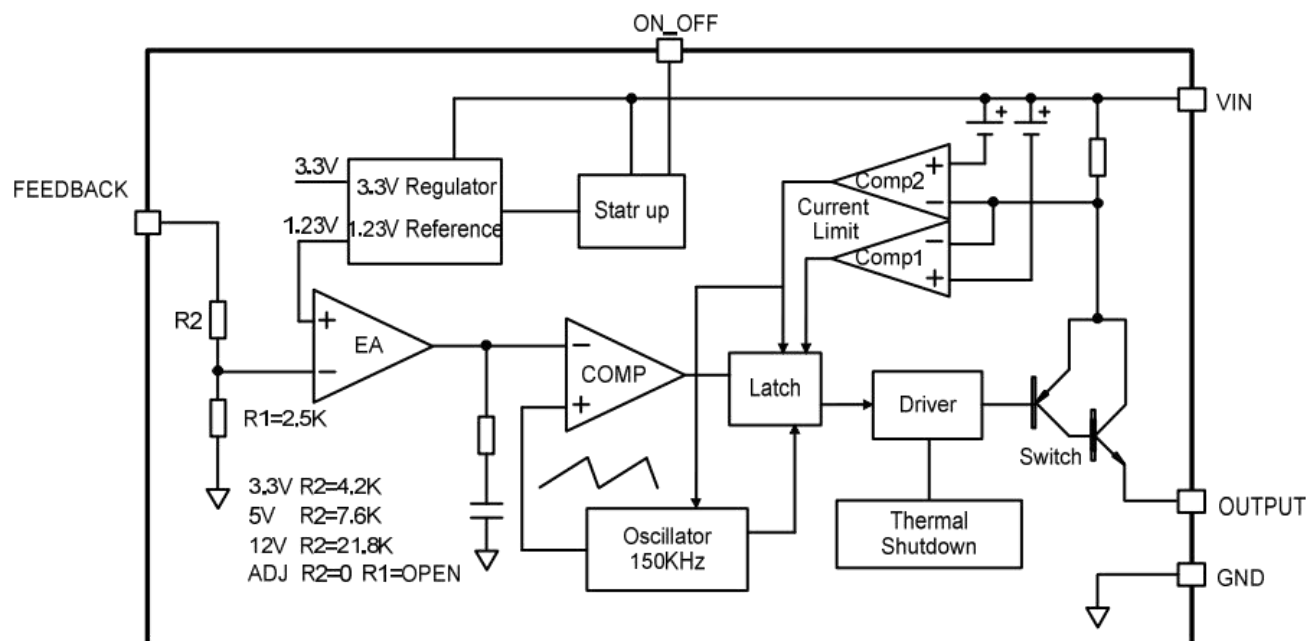 ON_OFF
VIN
FEEDBACK
3.3V
3.3V Regulator
1.23V
1.23V Reference
Statr up
+
+
+
Comp2
−
Current
Limit
−
Comp1
+
R2
+
EA
−
−
COMP
+
Latch
Driver
R1=2.5K
Switch
3.3V R2=4.2K
5V R2=7.6K
12V R2=21.8K
ADJ R2=0 R1=OPEN
Oscillator
150KHz
Thermal
Shutdown
OUTPUT
GND